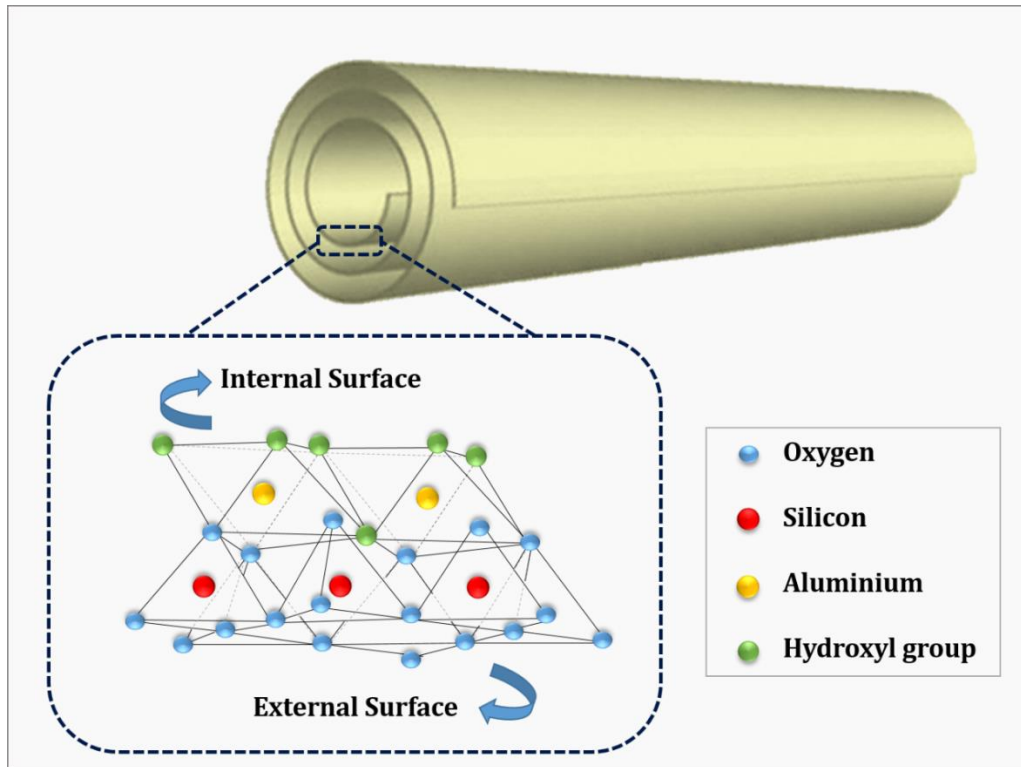 Internal Surface
External Surface
Oxygen
Silicon
Aluminium
Hydroxyl group